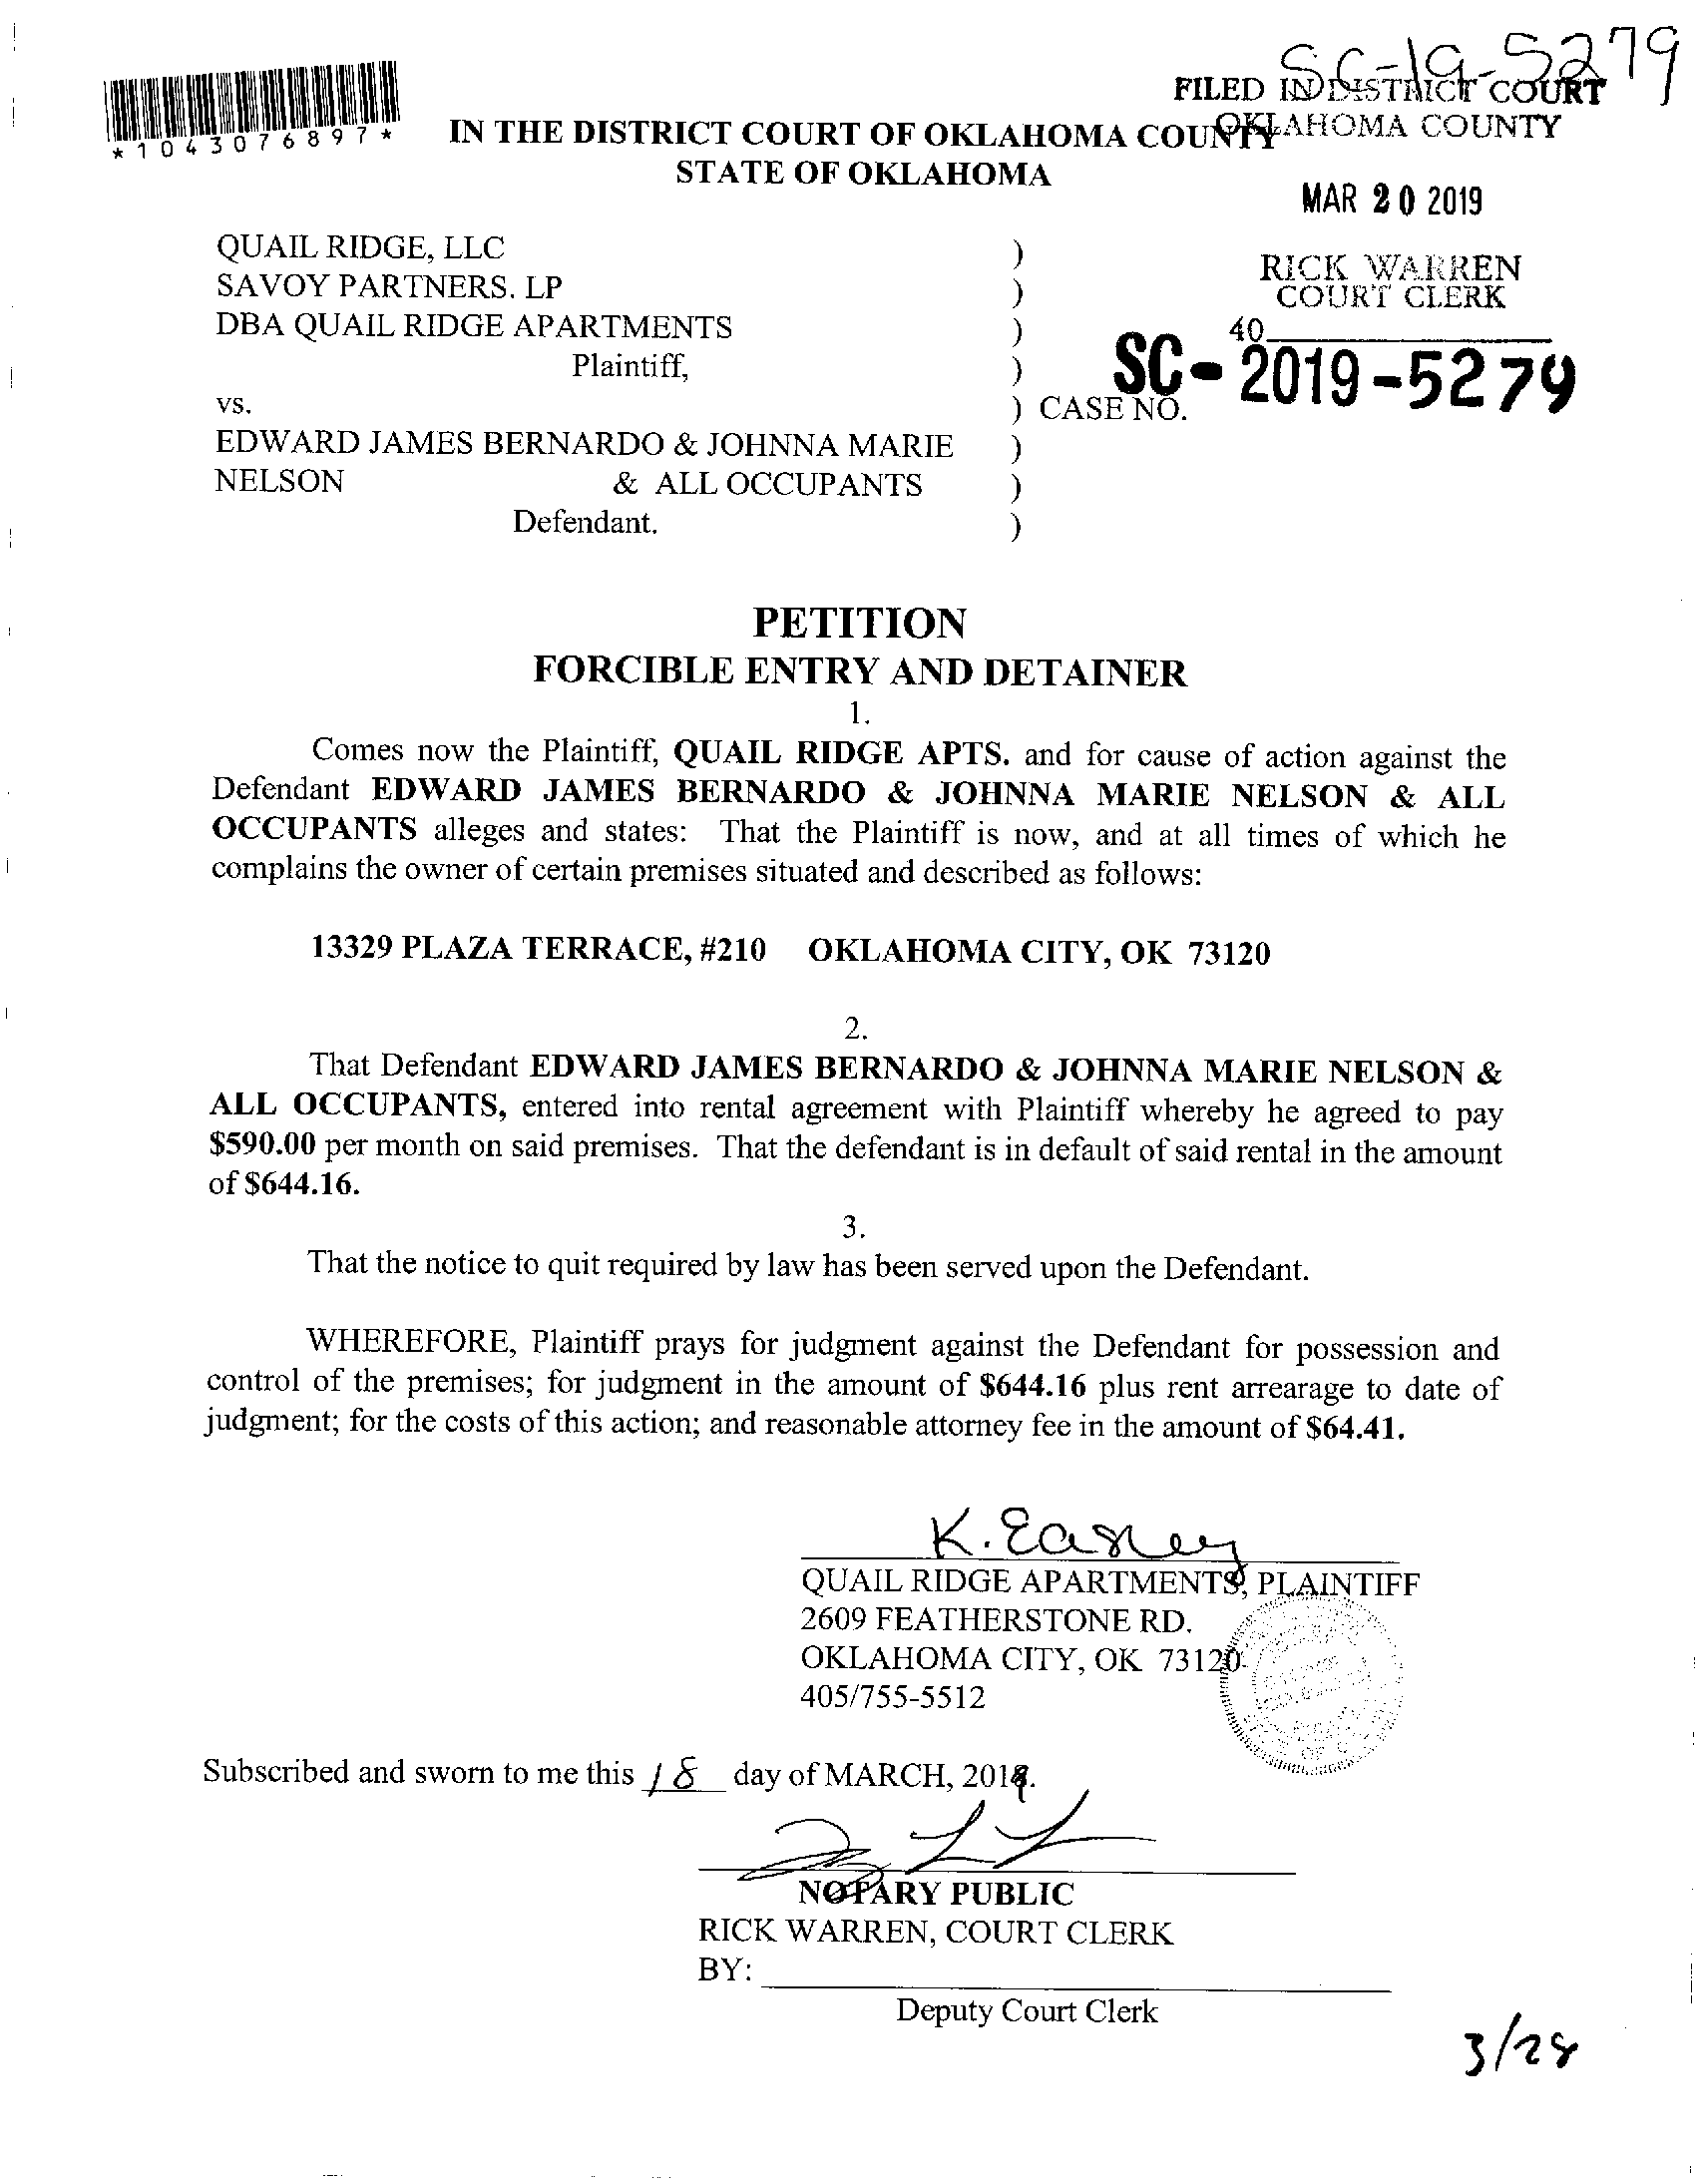 SC-19-5279
*1043076897*
FILED IN DISTRICT COURT
OKLAHOMA COUNTY
IN THE DISTRICT COURT OF OKLAHOMA COUNTY
STATE OF OKLAHOMA
MAR 20 2019
RICK WARREN
COURT CLERK
40
QUAIL RIDGE, LLC )
SAVOY PARTNERS. LP )
DBA QUAIL RIDGE APARTMENTS )
Plaintiff, )
vs. ) CASE NO. SC-2019-5279
EDWARD JAMES BERNARDO & JOHNNA MARIE )
NELSON & ALL OCCUPANTS )
Defendant. )
PETITION
FORCIBLE ENTRY AND DETAINER
1.
Comes now the Plaintiff, QUAIL RIDGE APTS. and for cause of action against the
Defendant EDWARD JAMES BERNARDO & JOHNNA MARIE NELSON & ALL
OCCUPANTS alleges and states: That the Plaintiff is now, and at all times of which he
complains the owner of certain premises situated and described as follows:
13329 PLAZA TERRACE, #210 OKLAHOMA CITY, OK 73120
2.
That Defendant EDWARD JAMES BERNARDO & JOHNNA MARIE NELSON &
ALL OCCUPANTS, entered into rental agreement with Plaintiff whereby he agreed to pay
$590.00 per month on said premises. That the defendant is in default of said rental in the amount
of $644.16.
3.
That the notice to quit required by law has been served upon the Defendant.
WHEREFORE, Plaintiff prays for judgment against the Defendant for possession and
control of the premises; for judgment in the amount of $644.16 plus rent arrearage to date of
judgment; for the costs of this action; and reasonable attorney fee in the amount of $64.41.
K. Easley
QUAIL RIDGE APARTMENTS, PLAINTIFF
2609 FEATHERSTONE RD.
OKLAHOMA CITY, OK 73120
405/755-5512
Subscribed and sworn to me this 18 day of MARCH, 2019.
NOTARY PUBLIC
RICK WARREN, COURT CLERK
BY:
Deputy Court Clerk
3/28